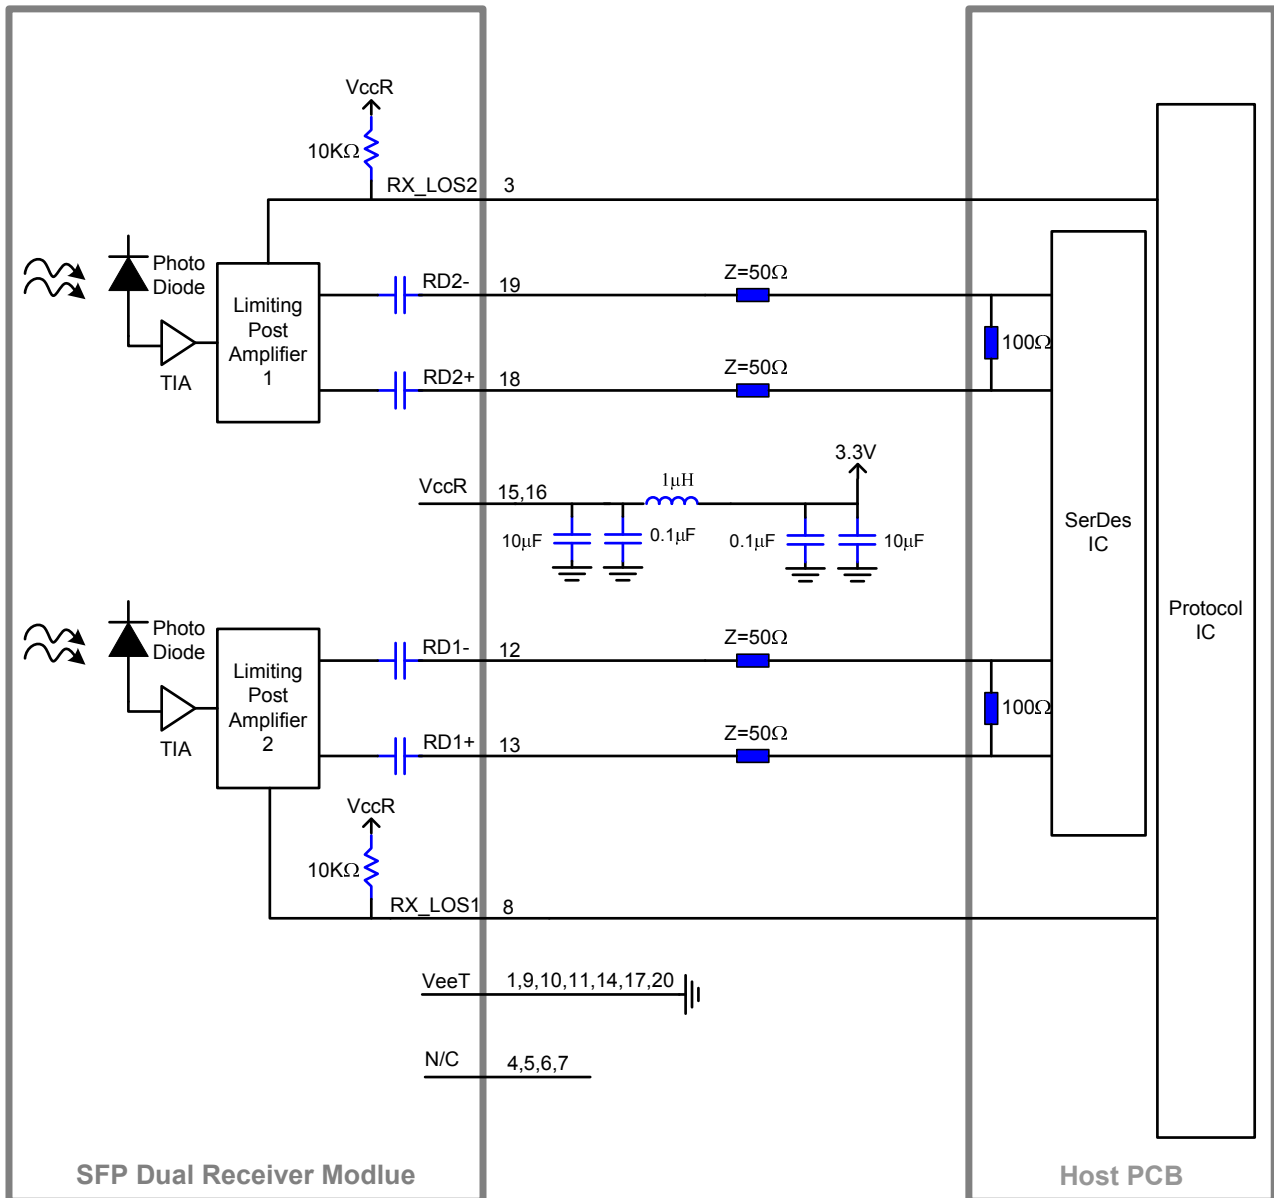 VccR
10KΩ
RX_LOS2 3
Photo
Diode
TIA
Limiting
Post
Amplifier
1
RD2- 19
Z=50Ω
100Ω
RD2+ 18
Z=50Ω
VccR 15,16
1µH
3.3V
10µF
0.1µF
0.1µF
10µF
SerDes
IC
Protocol
IC
Photo
Diode
TIA
Limiting
Post
Amplifier
2
RD1- 12
Z=50Ω
100Ω
RD1+ 13
Z=50Ω
VccR
10KΩ
RX_LOS1 8
VeeT 1,9,10,11,14,17,20
N/C 4,5,6,7
SFP Dual Receiver Modlue
Host PCB